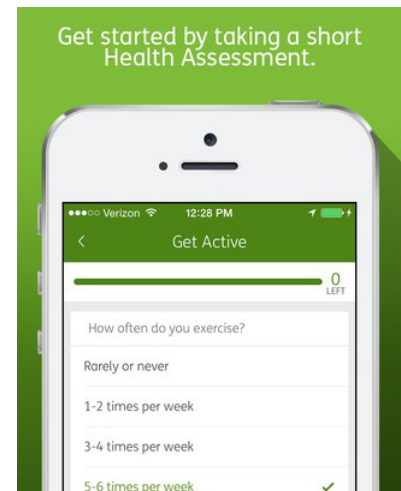 Get started by taking a short
Health Assessment.
Verizon 12:28 PM
Get Active
0
LEFT
How often do you exercise?
Rarely or never
1-2 times per week
3-4 times per week
5-6 times per week